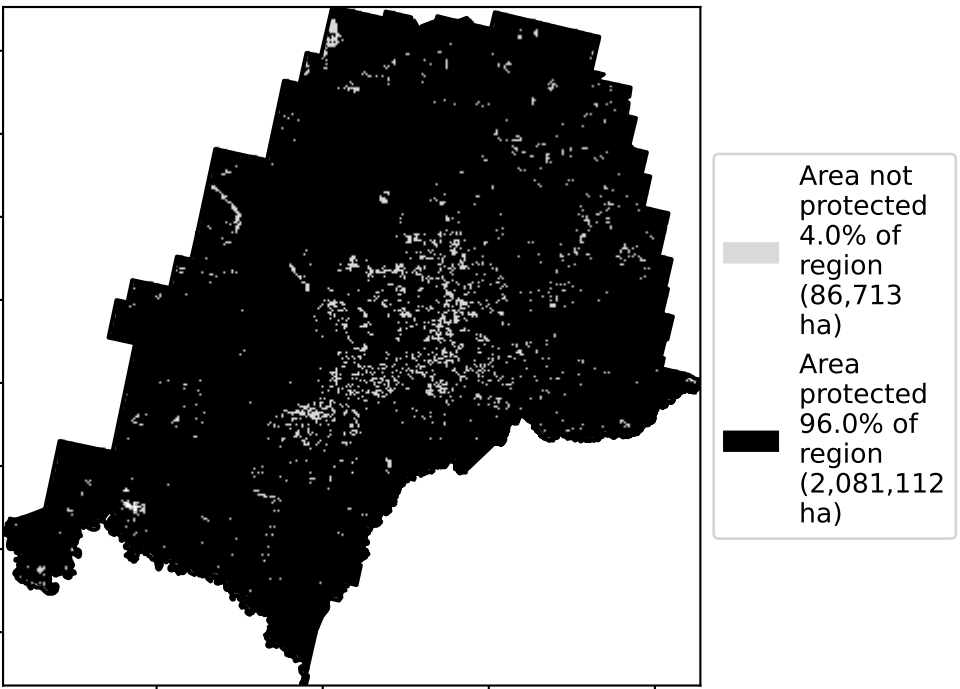 Area not
protected
4.0% of
region
(86,713
ha)
Area
protected
96.0% of
region
(2,081,112
ha)